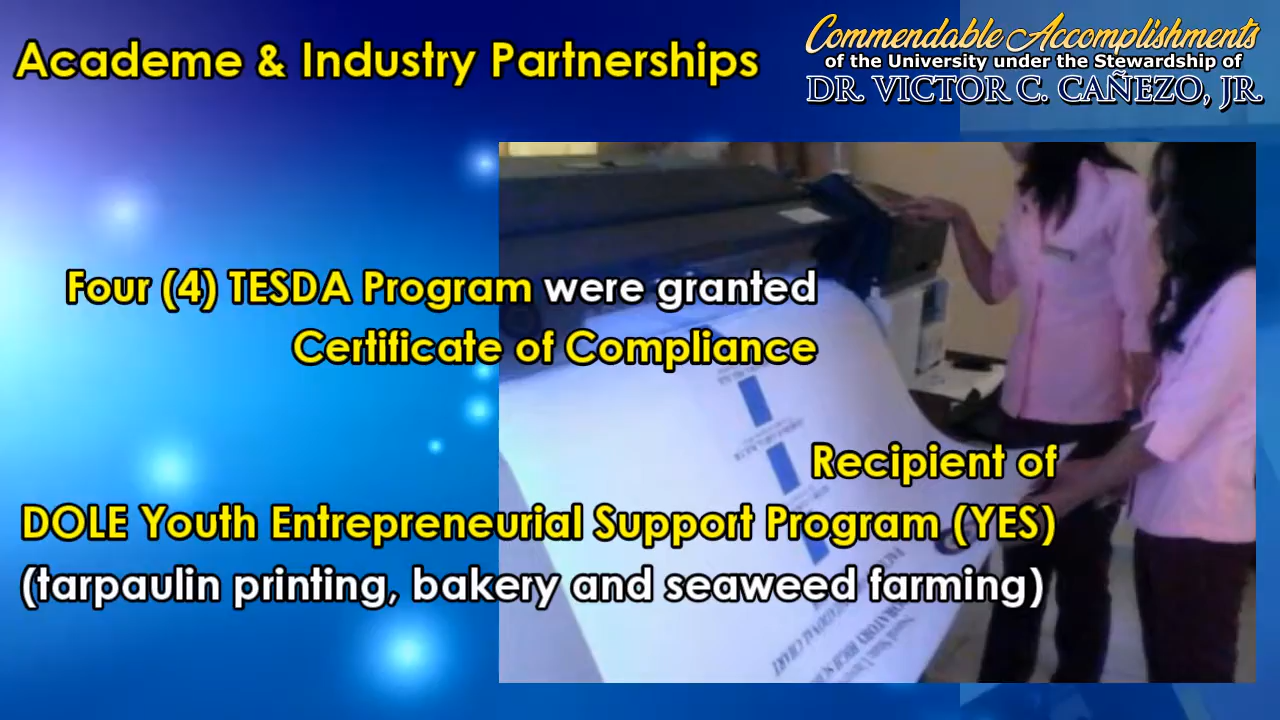 Academe & Industry Partnerships
Commendable Accomplishments
of the University under the Stewardship of
DR. VICTOR C. CAÑEZO, JR.
Four (4) TESDA Program were granted
Certificate of Compliance
Recipient of
DOLE Youth Entrepreneurial Support Program (YES)
(tarpaulin printing, bakery and seaweed farming)